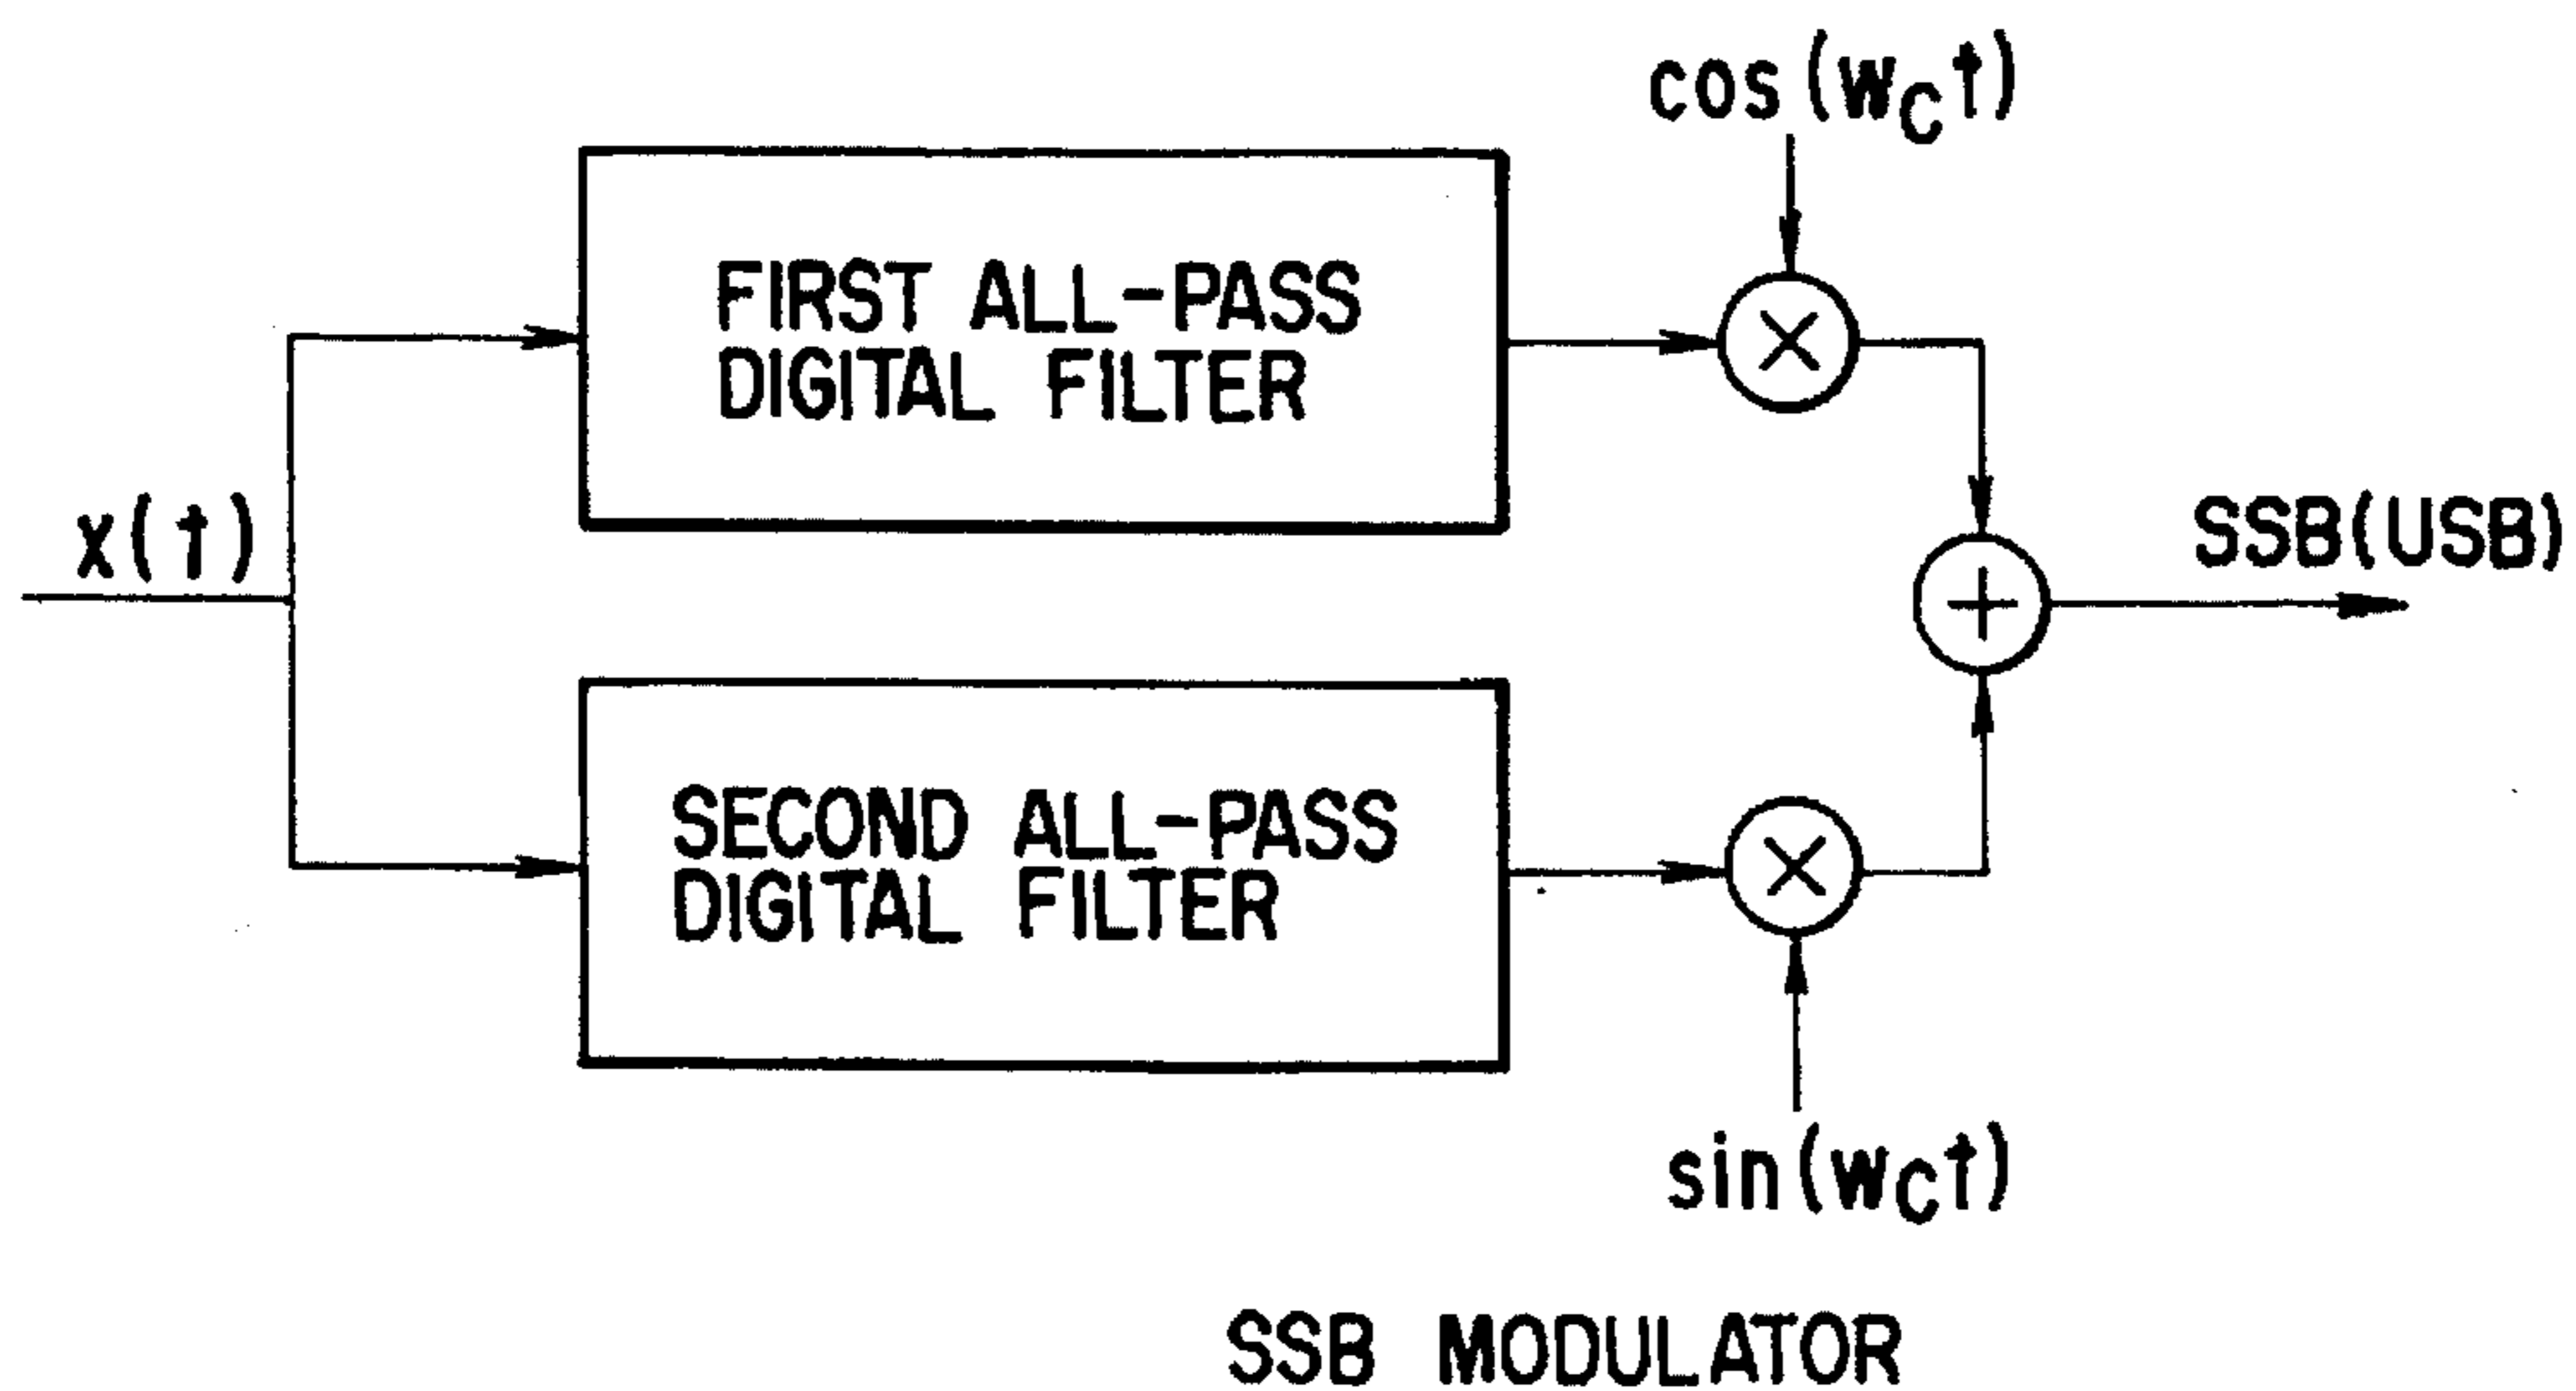 cos(wct)
FIRST ALL-PASS
DIGITAL FILTER
x(t)
SSB(USB)
SECOND ALL-PASS
DIGITAL FILTER
sin(wct)
SSB MODULATOR